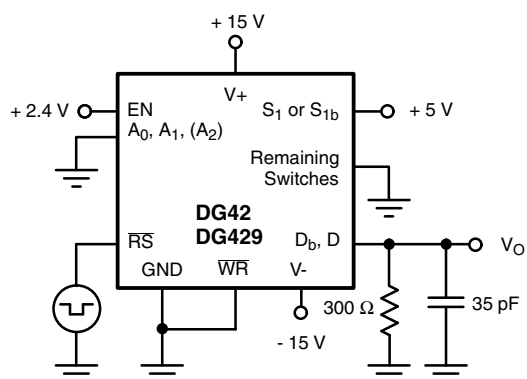 + 15 V
V+
+ 2.4 V
EN
S1 or S1b
+ 5 V
A0, A1, (A2)
Remaining
Switches
DG42
DG429
RS
Db, D
VO
GND
WR
V-
300 Ω
35 pF
- 15 V